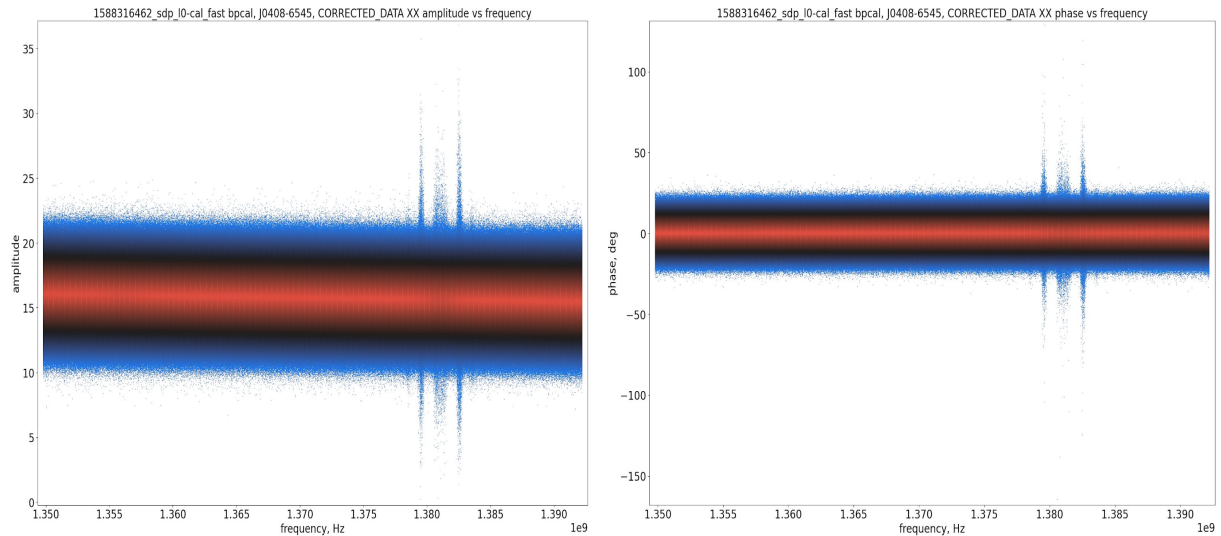 1588316462_sdp_l0-cal_fast bpcal, J0408-6545, CORRECTED_DATA XX amplitude vs frequency
35
30
25
20
15
10
5
0
amplitude
1.350 1.355 1.360 1.365 1.370 1.375 1.380 1.385 1.390
1e9
frequency, Hz
1588316462_sdp_l0-cal_fast bpcal, J0408-6545, CORRECTED_DATA XX phase vs frequency
100
50
0
−50
−100
−150
phase, deg
1.350 1.355 1.360 1.365 1.370 1.375 1.380 1.385 1.390
1e9
frequency, Hz